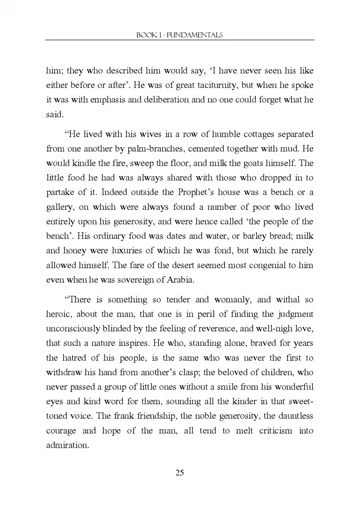 BOOK I - FUNDAMENTALS
him; they who described him would say, ‘I have never seen his like
either before or after’. He was of great taciturnity, but when he spoke
it was with emphasis and deliberation and no one could forget what he
said.
“He lived with his wives in a row of humble cottages separated
from one another by palm-branches, cemented together with mud. He
would kindle the fire, sweep the floor, and milk the goats himself. The
little food he had was always shared with those who dropped in to
partake of it. Indeed outside the Prophet’s house was a bench or a
gallery, on which were always found a number of poor who lived
entirely upon his generosity, and were hence called ‘the people of the
bench’. His ordinary food was dates and water, or barley bread; milk
and honey were luxuries of which he was fond, but which he rarely
allowed himself. The fare of the desert seemed most congenial to him
even when he was sovereign of Arabia.
“There is something so tender and womanly, and withal so
heroic, about the man, that one is in peril of finding the judgment
unconsciously blinded by the feeling of reverence, and well-nigh love,
that such a nature inspires. He who, standing alone, braved for years
the hatred of his people, is the same who was never the first to
withdraw his hand from another’s clasp; the beloved of children, who
never passed a group of little ones without a smile from his wonderful
eyes and kind word for them, sounding all the kinder in that sweet-
toned voice. The frank friendship, the noble generosity, the dauntless
courage and hope of the man, all tend to melt criticism into
admiration.
25